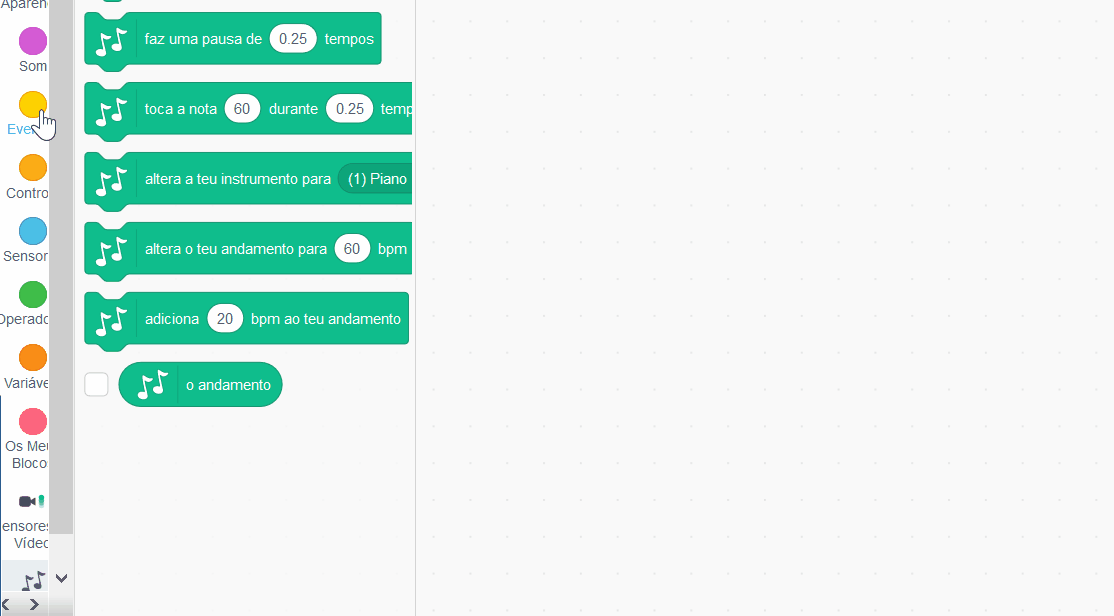 Aparên
faz uma pausa de 0.25 tempos
Som
toca a nota 60 durante 0.25 temp
Eve
altera a teu instrumento para (1) Piano
Contro
altera o teu andamento para 60 bpm
Sensor
adiciona 20 bpm ao teu andamento
Operado
o andamento
Variáve
Os Meu
Bloco
ensores
Vídeo